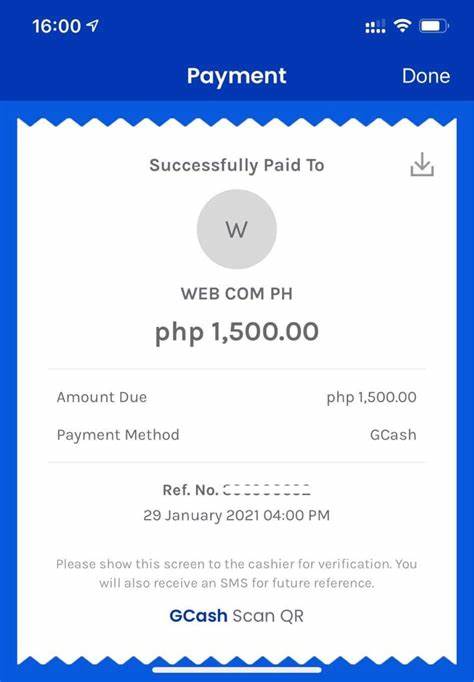 16:00
Payment
Done
Successfully Paid To
W
WEB COM PH
php 1,500.00
Amount Due php 1,500.00
Payment Method GCash
Ref. No.
29 January 2021 04:00 PM
Please show this screen to the cashier for verification. You
will also receive an SMS for future reference.
GCash Scan QR